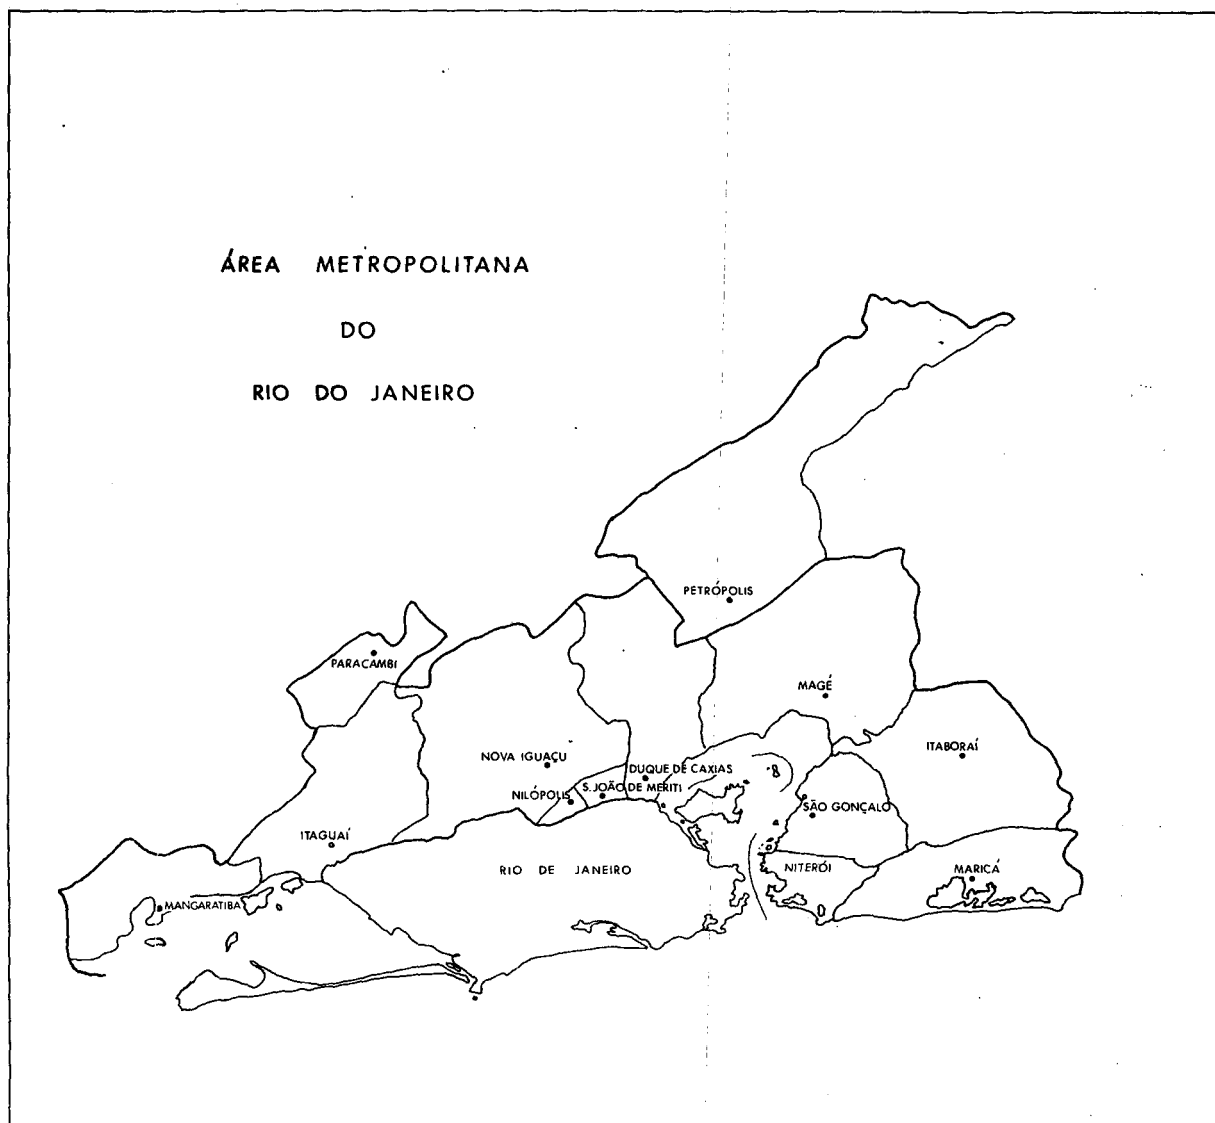 ÁREA METROPOLITANA
DO
RIO DO JANEIRO
PETRÓPOLIS
PARACAMBI
MAGÉ
ITABORAÍ
NOVA IGUAÇU
DUQUE DE CAXIAS
S. JOÃO DE MERITI
NILÓPOLIS
SÃO GONÇALO
ITAGUAÍ
RIO DE JANEIRO
NITERÓI
MARICÁ
MANGARATIBA